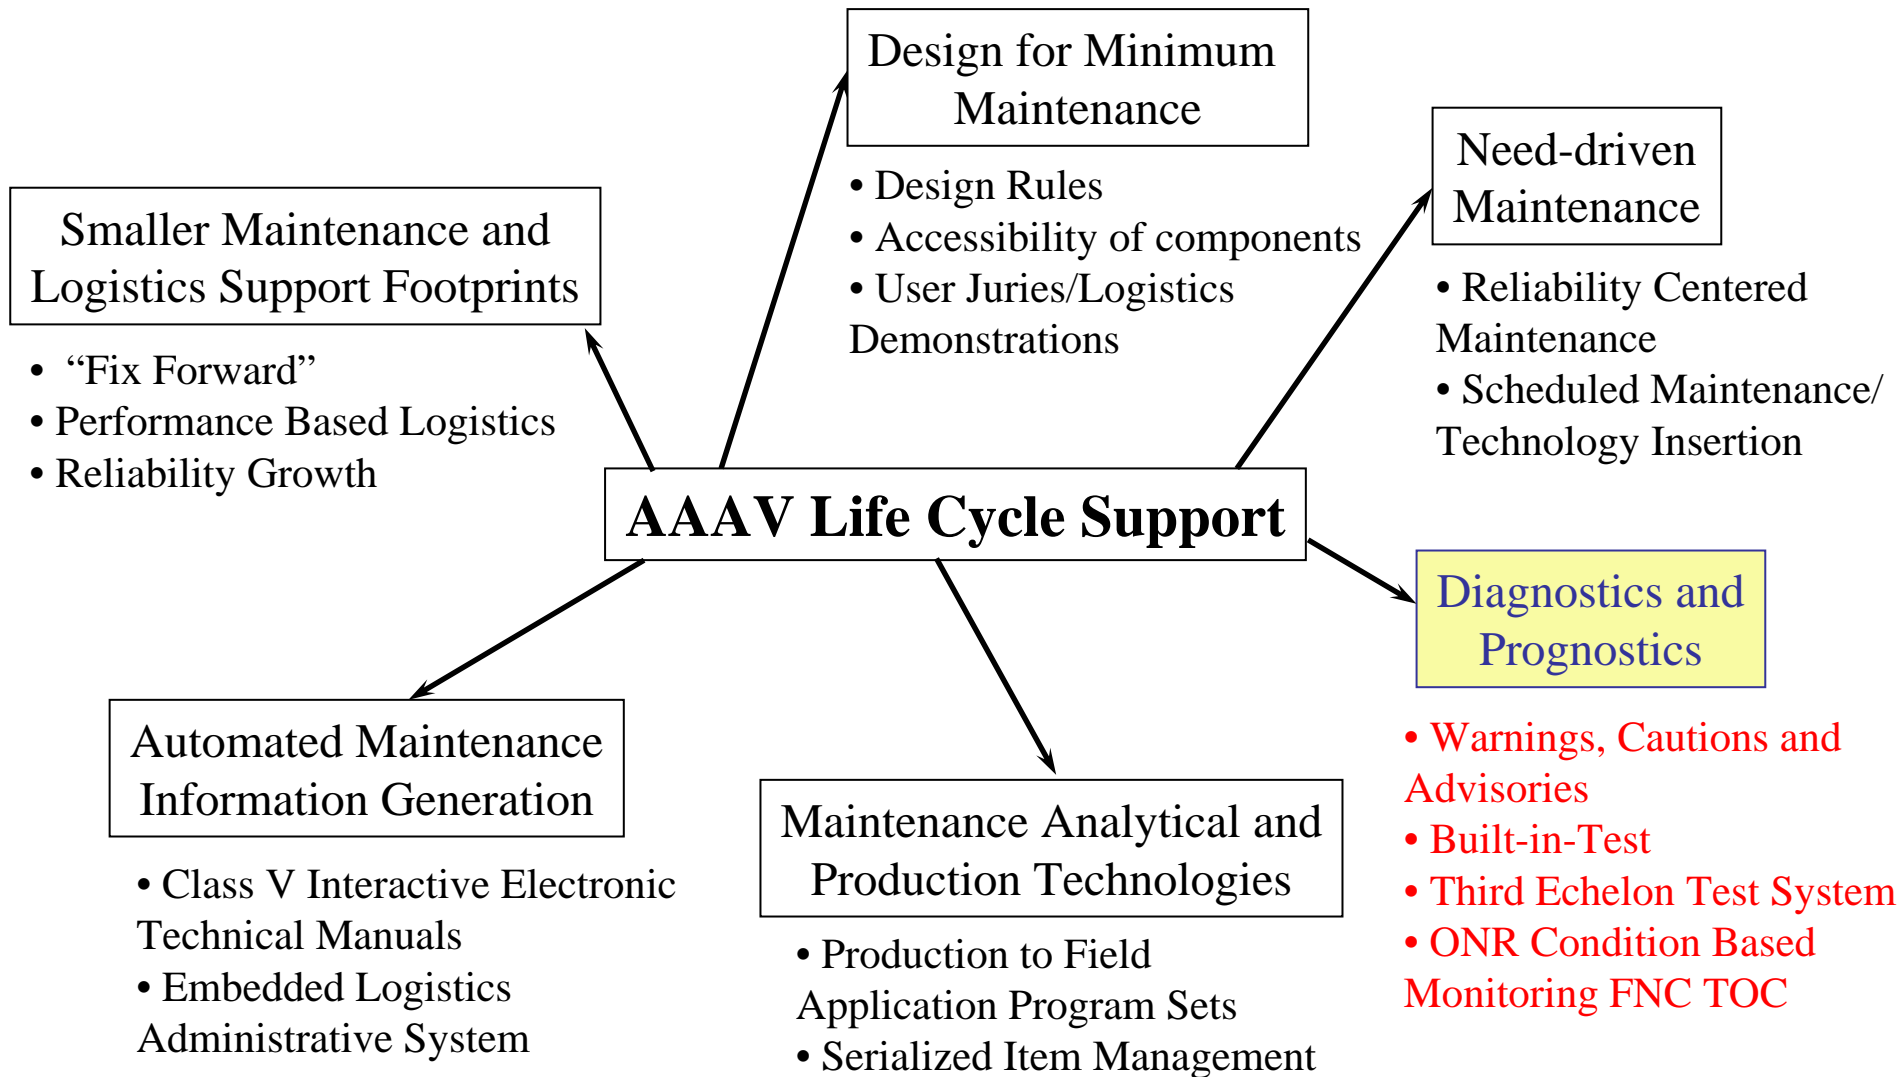 Design for Minimum
Maintenance
• Design Rules
• Accessibility of components
• User Juries/Logistics
Demonstrations
Need-driven
Maintenance
• Reliability Centered
Maintenance
• Scheduled Maintenance/
Technology Insertion
Smaller Maintenance and
Logistics Support Footprints
• “Fix Forward”
• Performance Based Logistics
• Reliability Growth
AAAV Life Cycle Support
Diagnostics and
Prognostics
• Warnings, Cautions and
Advisories
• Built-in-Test
• Third Echelon Test System
• ONR Condition Based
Monitoring FNC TOC
Automated Maintenance
Information Generation
• Class V Interactive Electronic
Technical Manuals
• Embedded Logistics
Administrative System
Maintenance Analytical and
Production Technologies
• Production to Field
Application Program Sets
• Serialized Item Management